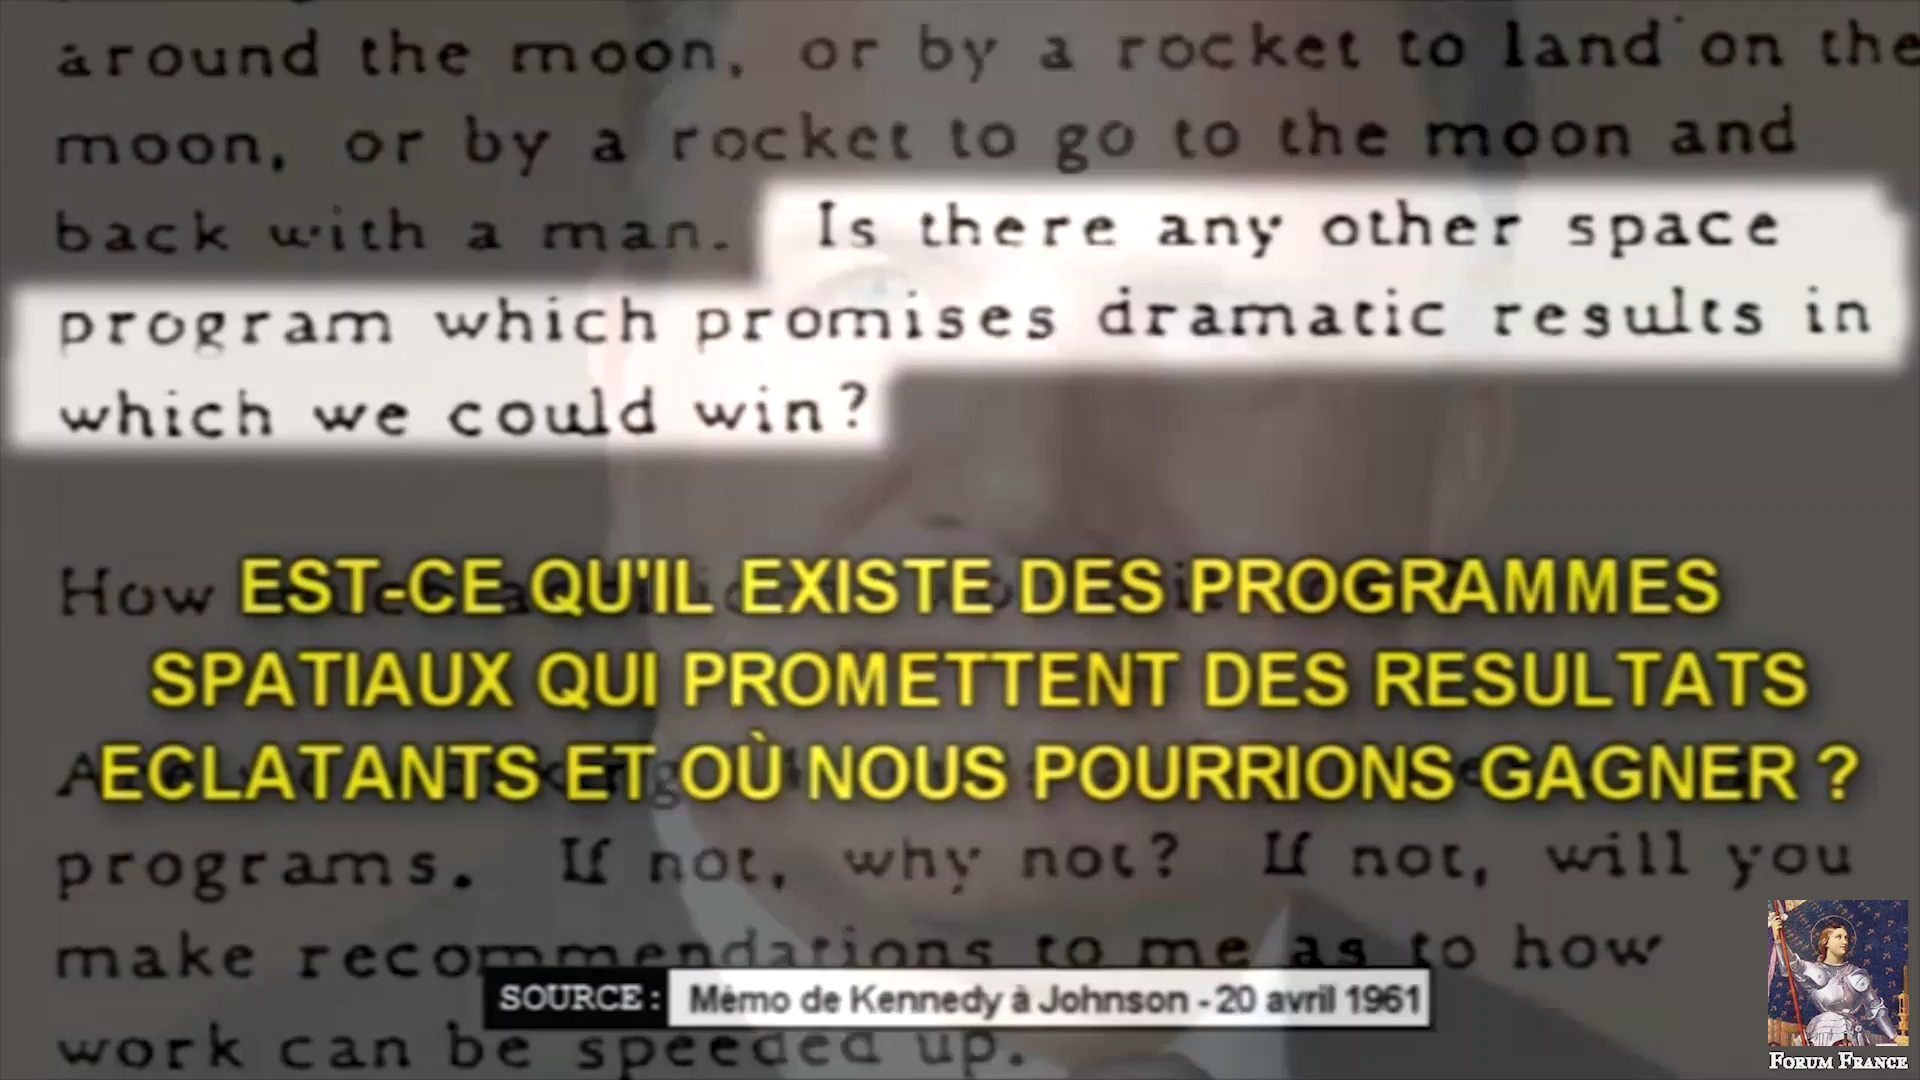 around the moon, or by a rocket to land on the
moon, or by a rocket to go to the moon and
back with a man. Is there any other space
program which promises dramatic results in
which we could win?
How
EST-CE QU'IL EXISTE DES PROGRAMMES
SPATIAUX QUI PROMETTENT DES RESULTATS
ECLATANTS ET OÙ NOUS POURRIONS GAGNER ?
programs. If not, why not? If not, will you
make recommendations to me as to how
SOURCE : Mémo de Kennedy à Johnson - 20 avril 1961
work can be speeded up.
FORUM FRANCE